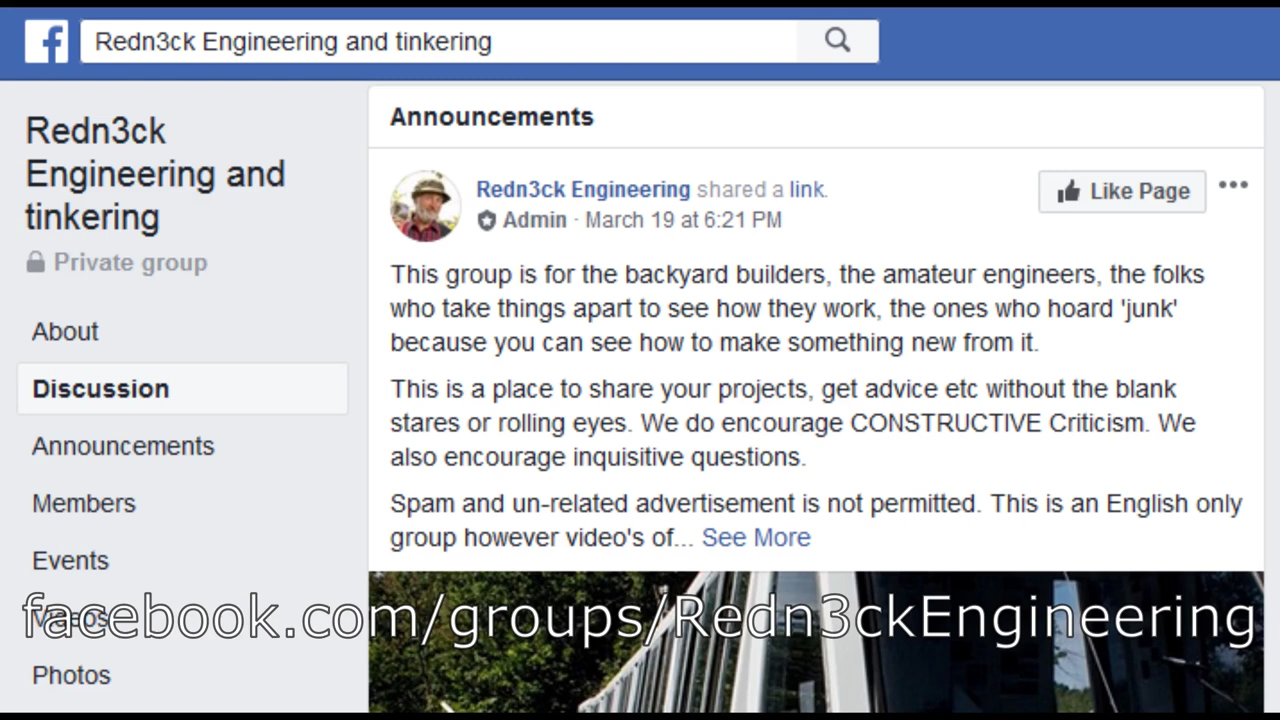 Redn3ck Engineering and tinkering
Redn3ck
Engineering and
tinkering
Private group
About
Discussion
Announcements
Members
Events
Videos
Photos
Announcements
Redn3ck Engineering shared a link.
Admin · March 19 at 6:21 PM
Like Page
This group is for the backyard builders, the amateur engineers, the folks
who take things apart to see how they work, the ones who hoard 'junk'
because you can see how to make something new from it.
This is a place to share your projects, get advice etc without the blank
stares or rolling eyes. We do encourage CONSTRUCTIVE Criticism. We
also encourage inquisitive questions.
Spam and un-related advertisement is not permitted. This is an English only
group however video's of... See More
facebook.com/groups/Redn3ckEngineering